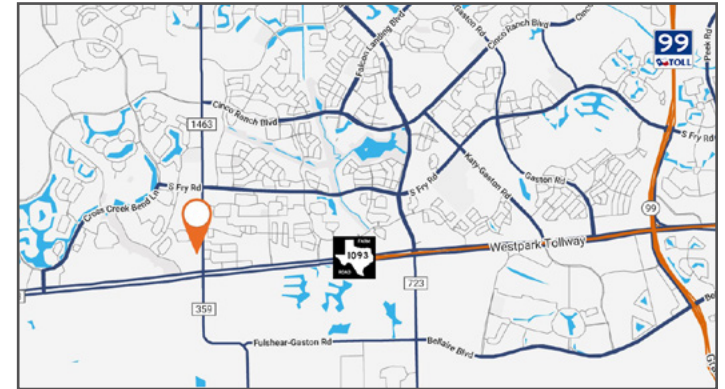 Cinco Ranch Blvd
Gaston Rd
Falcon Landing Blvd
99
TOLL
Peek Rd
Cinco Ranch Blvd
1463
S Fry Rd
S Fry Rd
Cross Creek Bend Ln
S Fry Rd
Katy-Gaston Rd
Gaston Rd
99
FARM
1093
ROAD
Westpark Tollway
723
359
Fulshear-Gaston Rd
Bellaire Blvd